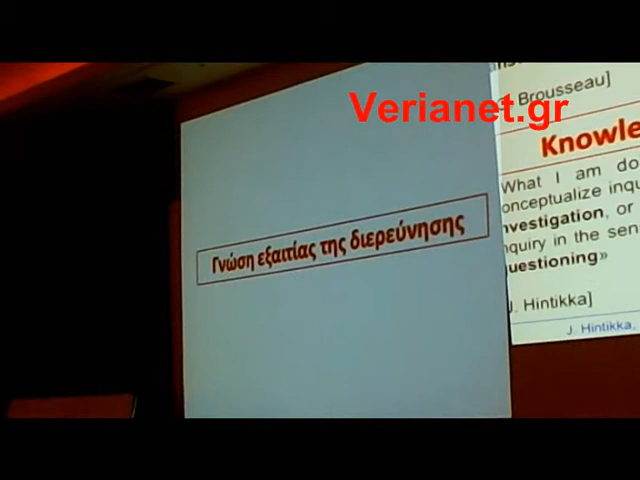 Verianet.gr
Γνώση εξαιτίας της διερεύνησης
Brousseau]
Knowle
What I am do
onceptualize inqu
nvestigation, or
nquiry in the sen
uestioning»
J. Hintikka]
J. Hintikka,